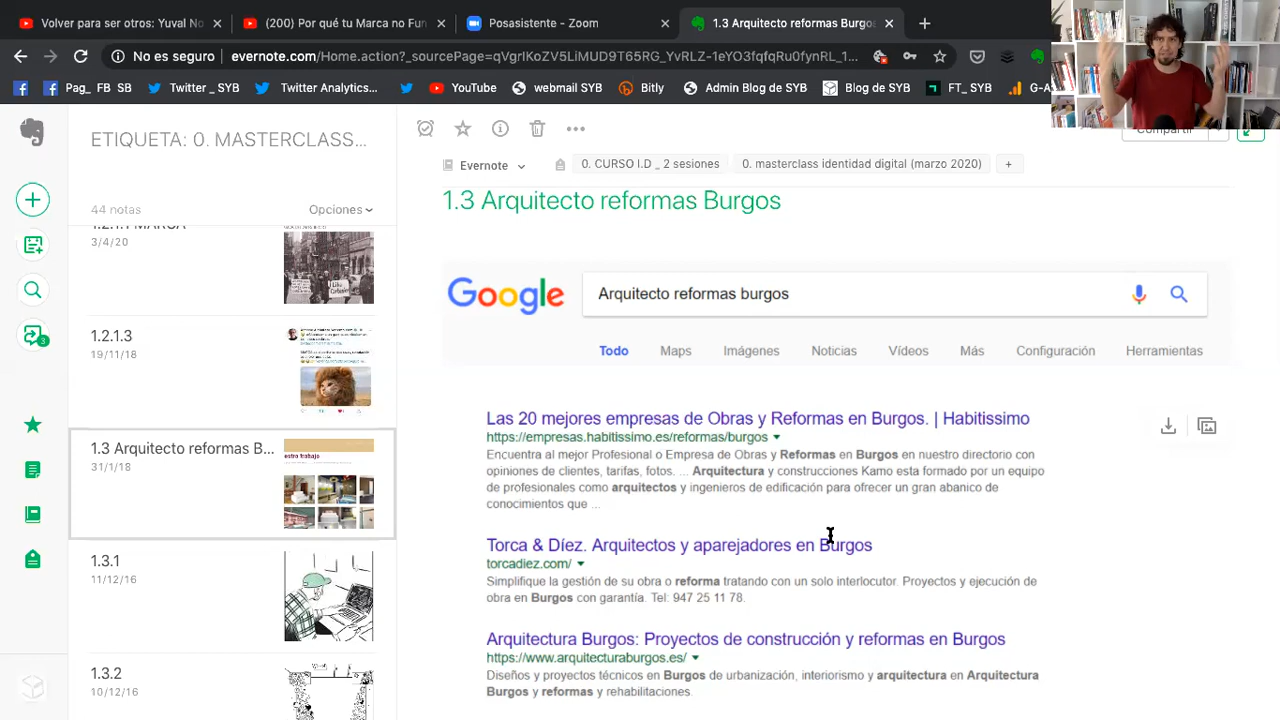 Volver para ser otros: Yuval No
(200) Por qué tu Marca no Fun
Posasistente - Zoom
1.3 Arquitecto reformas Burgos
No es seguro
evernote.com/Home.action?_sourcePage=qVgrIKoZV5LiMUD9T65RG_YvRLZ-1eYO3fqfqRu0fynRL_1...
Pag_ FB SB
Twitter _ SYB
Twitter Analytics...
YouTube
webmail SYB
Bitly
Admin Blog de SYB
Blog de SYB
FT_ SYB
G-A
ETIQUETA: 0. MASTERCLASS...
44 notas
Opciones
3/4/20
1.2.1.3
19/11/18
1.3 Arquitecto reformas B...
31/1/18
1.3.1
11/12/16
1.3.2
10/12/16
3
Compartir
Evernote
0. CURSO I.D _ 2 sesiones
0. masterclass identidad digital (marzo 2020)
+
1.3 Arquitecto reformas Burgos
Google
Arquitecto reformas burgos
Todo
Maps
Imágenes
Noticias
Vídeos
Más
Configuración
Herramientas
Las 20 mejores empresas de Obras y Reformas en Burgos. | Habitissimo
https://empresas.habitissimo.es/reformas/burgos
Encuentra al mejor Profesional o Empresa de Obras y Reformas en Burgos en nuestro directorio con
opiniones de clientes, tarifas, fotos. ... Arquitectura y construcciones Kamo esta formado por un equipo
de profesionales como arquitectos y ingenieros de edificación para ofrecer un gran abanico de
conocimientos que ...
Torca & Díez. Arquitectos y aparejadores en Burgos
torcadiez.com/
Simplifique la gestión de su obra o reforma tratando con un solo interlocutor. Proyectos y ejecución de
obra en Burgos con garantía. Tel: 947 25 11 78.
Arquitectura Burgos: Proyectos de construcción y reformas en Burgos
https://www.arquitecturaburgos.es/
Diseños y proyectos técnicos en Burgos de urbanización, interiorismo y arquitectura en Arquitectura
Burgos y reformas y rehabilitaciones.